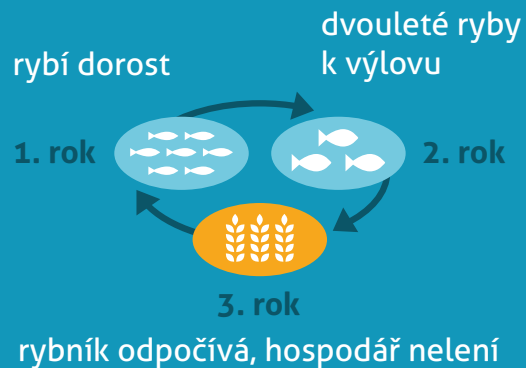 rybí dorost
dvouleté ryby
k výlovu
1. rok
2. rok
3. rok
rybník odpočívá, hospodář nelení